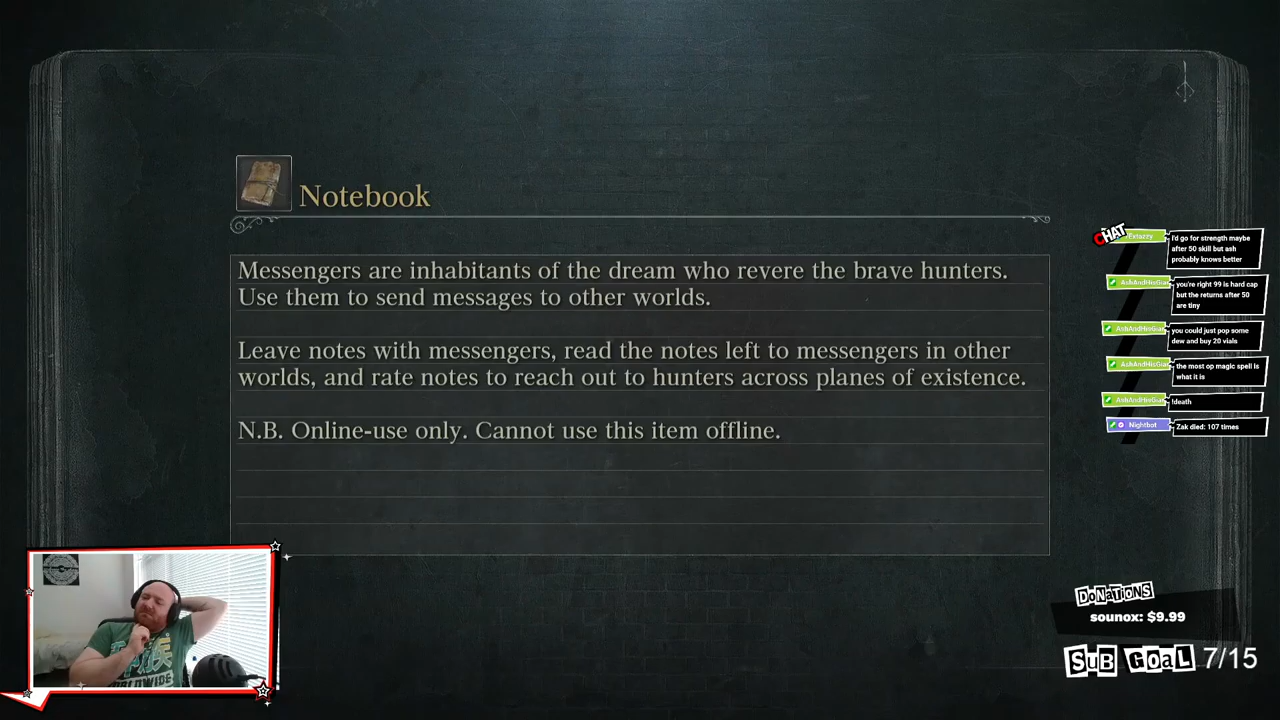 Notebook
Messengers are inhabitants of the dream who revere the brave hunters.
Use them to send messages to other worlds.
Leave notes with messengers, read the notes left to messengers in other
worlds, and rate notes to reach out to hunters across planes of existence.
N.B. Online-use only. Cannot use this item offline.
CHAT
I'd go for strength maybe
after 50 skill but ash
probably knows better
AshAndHisGiar
you're right 99 is hard cap
but the returns after 50
are tiny
AshAndHisGiar
you could just pop some
dew and buy 20 vials
AshAndHisGiar
the most op magic spell is
what it is
AshAndHisGiar
!death
Nightbot
Zak died: 107 times
DONATIONS
sounox: $9.99
SUB GOAL 7/15
WORLDWIDE